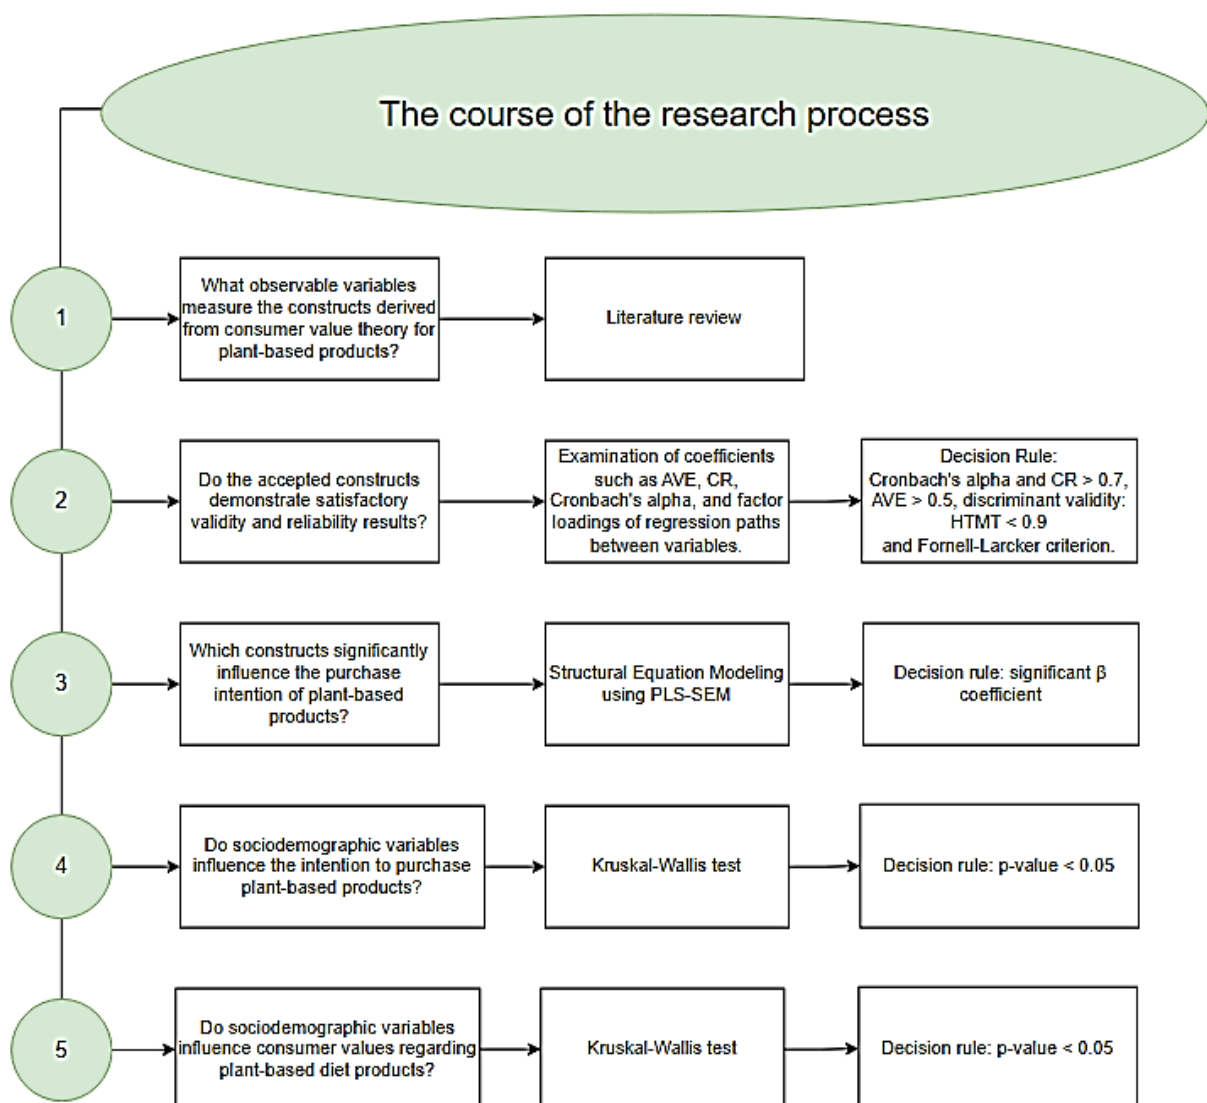 The course of the research process
1
What observable variables
measure the constructs derived
from consumer value theory for
plant-based products?
Literature review
2
Do the accepted constructs
demonstrate satisfactory
validity and reliability results?
Examination of coefficients
such as AVE, CR,
Cronbach's alpha, and factor
loadings of regression paths
between variables.
Decision Rule:
Cronbach's alpha and CR > 0.7,
AVE > 0.5, discriminant validity:
HTMT < 0.9
and Fornell-Larcker criterion.
3
Which constructs significantly
influence the purchase
intention of plant-based
products?
Structural Equation Modeling
using PLS-SEM
Decision rule: significant β
coefficient
4
Do sociodemographic variables
influence the intention to purchase
plant-based products?
Kruskal-Wallis test
Decision rule: p-value < 0.05
5
Do sociodemographic variables
influence consumer values regarding
plant-based diet products?
Kruskal-Wallis test
Decision rule: p-value < 0.05